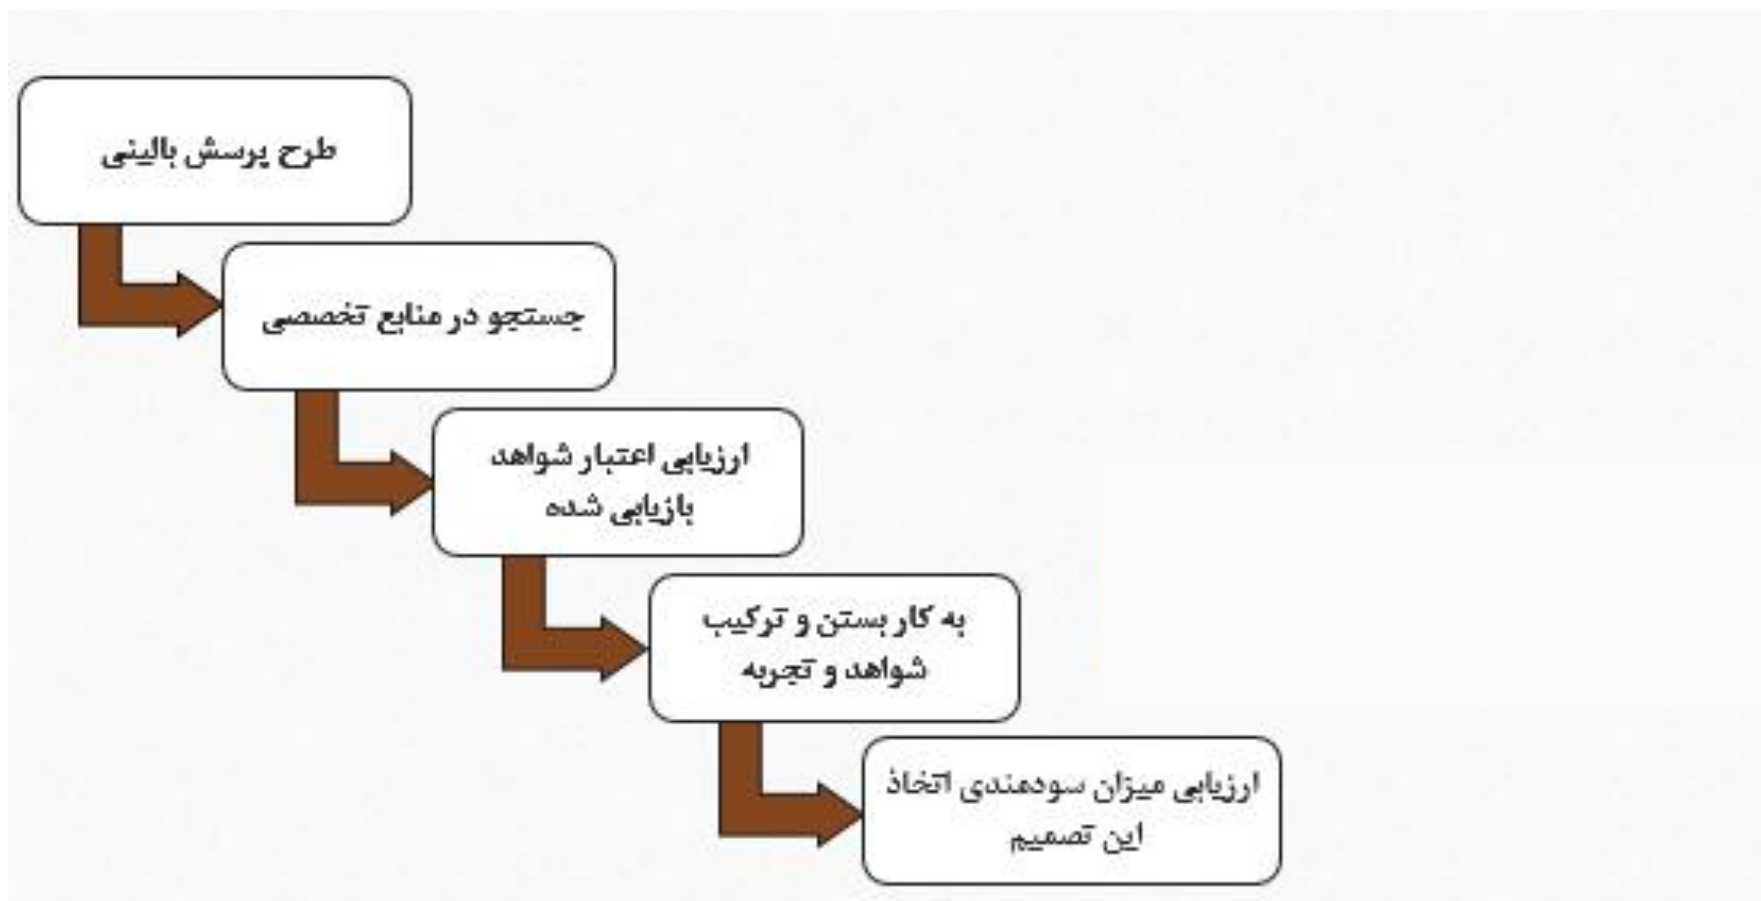 طرح پرسش بالینی
جستجو در منابع تخصصی
ارزیابی اعتبار شواهد
بازیابی شده
به کار بستن و ترکیب
شواهد و تجربه
ارزیابی میزان سودمندی اتخاذ
این تصمیم